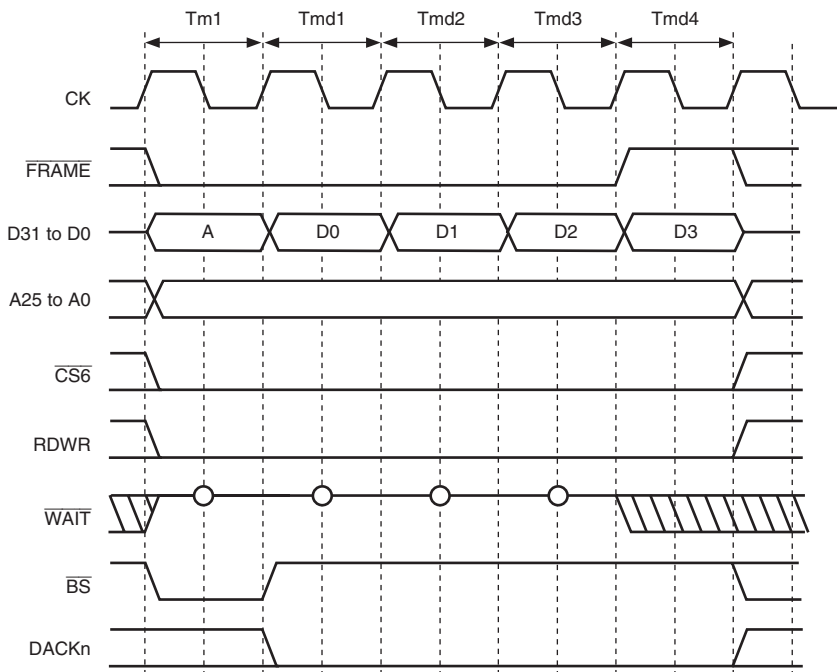 Tm1 Tmd1 Tmd2 Tmd3 Tmd4
CK
FRAME
D31 to D0 A D0 D1 D2 D3
A25 to A0
CS6
RDWR
WAIT
BS
DACKn